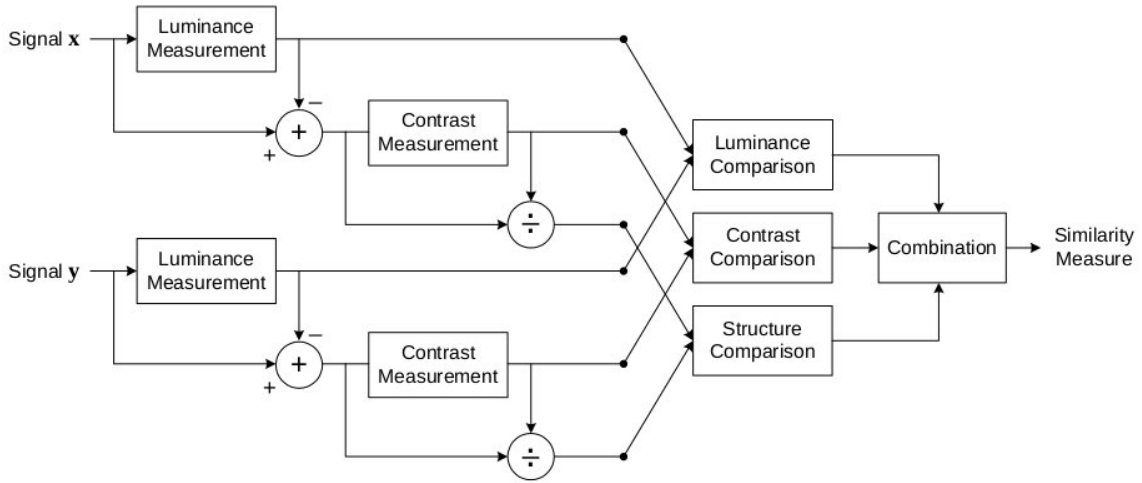 Signal x
Luminance
Measurement
−
+
+
Contrast
Measurement
÷
Signal y
Luminance
Measurement
−
+
+
Contrast
Measurement
÷
Luminance
Comparison
Contrast
Comparison
Structure
Comparison
Combination
Similarity
Measure